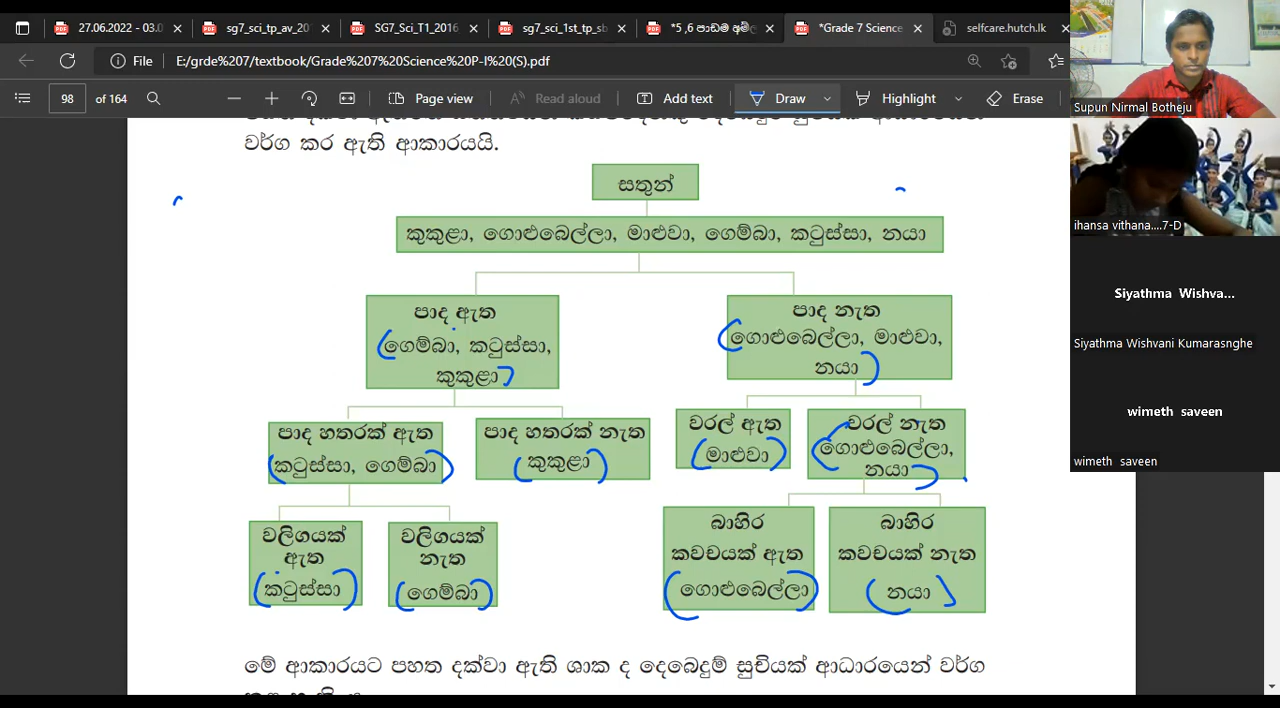 27.06.2022 - 03.0
sg7_sci_tp_av_20
SG7_Sci_T1_2016
sg7_sci_1st_tp_sb
*5 ,6 පාඩම් අම්
*Grade 7 Science
selfcare.hutch.lk
File E:/grde%207/textbook/Grade%207%20Science%20P-I%20(S).pdf
98 of 164 Page view Read aloud Add text Draw Highlight Erase
වර්ග කර ඇති ආකාරයයි.
සතුන්
කුකුළා, ගොළුබෙල්ලා, මාළුවා, ගෙම්බා, කටුස්සා, නයා
පාද ඇත
ගෙම්බා, කටුස්සා,
කුකුළා
පාද නැත
ගොළුබෙල්ලා, මාළුවා,
නයා
පාද හතරක් ඇත
කටුස්සා, ගෙම්බා
පාද හතරක් නැත
කුකුළා
වරල් ඇත
මාළුවා
වරල් නැත
ගොළුබෙල්ලා,
නයා
වලිගයක්
ඇත
කටුස්සා
වලිගයක්
නැත
ගෙම්බා
බාහිර
කවචයක් ඇත
ගොළුබෙල්ලා
බාහිර
කවචයක් නැත
නයා
මේ ආකාරයට පහත දක්වා ඇති ශාක ද දෙබෙදුම් සුචියක් ආධාරයෙන් වර්ග
Supun Nirmal Botheju
ihansa vithana....7-D
Siyathma Wishva...
Siyathma Wishvani Kumarasnghe
wimeth saveen
wimeth saveen